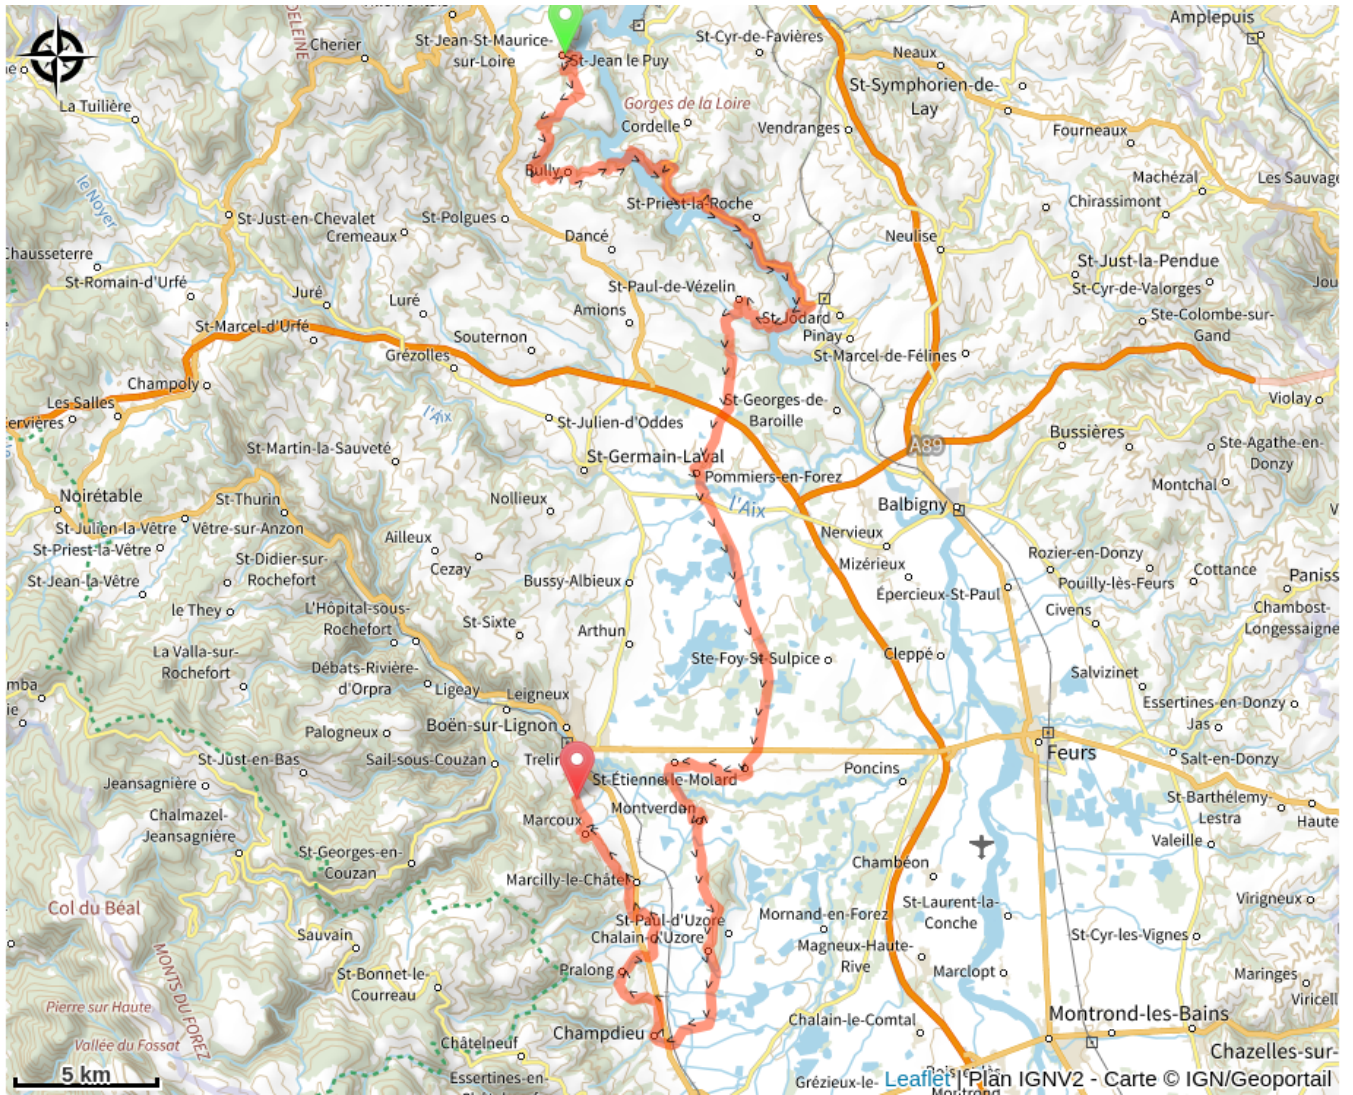 Amplepuis
St-Jean-St-Maurice-
sur-Loire
St-Cyr-de-Favières
Cherier
DELEINE
Neaux
St-Jean le Puy
St-Symphorien-de-
Lay
La Tuilière
Gorges de la Loire
Cordelle
Vendranges
Fourneaux
le Noyer
Bully
Machézal
Les Sauvage
St-Just-en-Chevalet
St-Polgues
St-Priest-la-Roche
Chirassimont
Cremeaux
Dancé
Neulise
Chausseterre
St-Just-la-Pendue
St-Romain-d'Urfé
Juré
Luré
St-Paul-de-Vézelin
St-Cyr-de-Valorges
Jou
Amions
St-Jodard
Ste-Colombe-sur-
Gand
St-Marcel-d'Urfé
Souternon
Pinay
Grézolles
St-Marcel-de-Félines
Champoly
Les Salles
ervières
l'Aix
St-Georges-de-
Baroille
Violay
St-Julien-d'Oddes
A89
Bussières
Ste-Agathe-en-
Donzy
St-Martin-la-Sauveté
St-Germain-Laval
Pommiers-en-Forez
Montchal
Noirétable
St-Thurin
Nollieux
l'Aix
Balbigny
St-Julien-la-Vêtre
Vêtre-sur-Anzon
Nervieux
St-Priest-la-Vêtre
Ailleux
Cezay
St-Didier-sur-
Rochefort
Mizérieux
Rozier-en-Donzy
St-Jean-la-Vêtre
Bussy-Albieux
Pouilly-lès-Feurs
Cottance
Paniss
Épercieux-St-Paul
le They
L'Hôpital-sous-
Rochefort
St-Sixte
Arthun
Civens
Chambost-
Longessaigne
La Valla-sur-
Rochefort
Débats-Rivière-
d'Orpra
Ste-Foy-St-Sulpice
Cleppé
Salvizinet
mba
ie
Ligeay
Leigneux
Essertines-en-Donzy
Boën-sur-Lignon
Jas
Palogneux
Feurs
St-Just-en-Bas
Sail-sous-Couzan
Trelin
Salt-en-Donzy
Jeansagnière
St-Étienne-le-Molard
Poncins
Chalmazel-
Jeansagnière
Marcoux
Montverdun
St-Barthélemy-
Lestra
Haute
St-Georges-en-
Couzan
Valeille
Chambéon
Marcilly-le-Châtel
Col du Béal
St-Paul-d'Uzore
Chalain-d'Uzore
Mornand-en-Forez
St-Laurent-la-
Conche
Virigneux
Sauvain
Magneux-Haute-
Rive
St-Cyr-les-Vignes
MONTS DU FOREZ
St-Bonnet-le-
Courreau
Pralong
Marclopt
Maringes
Viricell
Pierre sur Haute
Champdieu
Chalain-le-Comtal
Montrond-les-Bains
Vallée du Fossat
Châtelneuf
Chazelles-sur-
5 km
Essertines-en-
Grézieux-le-
Leaflet | Plan IGNV2 - Carte © IGN/Geoportail